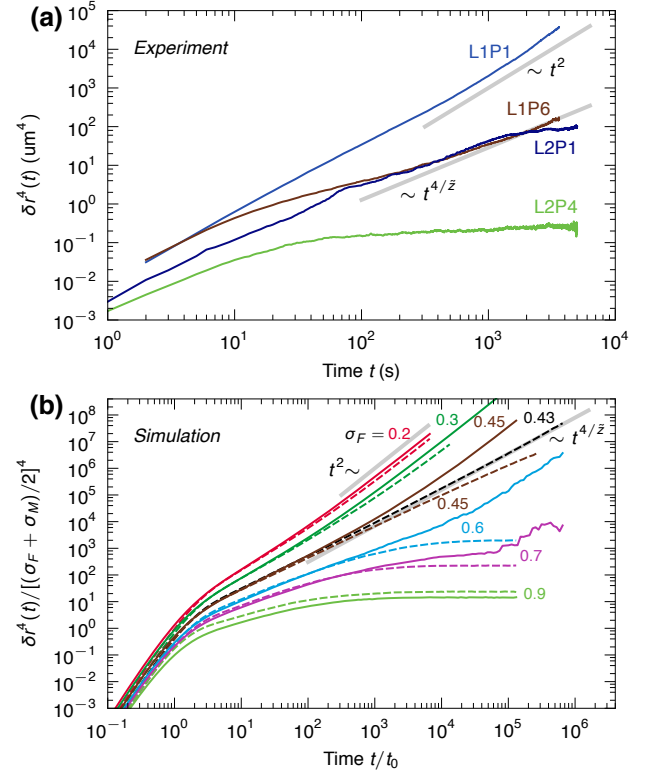 (a)
Experiment
δr⁴(t) (um⁴)
10⁵
10⁴
10³
10²
10¹
10⁰
10⁻¹
10⁻²
10⁻³
L1P1
~ t²
L1P6
L2P1
~ t^{4/z̃}
L2P4
10⁰ 10¹ 10² 10³ 10⁴
Time t (s)
(b)
Simulation
δr⁴(t)/[(σ_F + σ_M)/2]⁴
10⁸
10⁷
10⁶
10⁵
10⁴
10³
10²
10¹
10⁰
10⁻¹
10⁻²
10⁻³
σ_F = 0.2
0.3
0.45
0.43
t²~
~ t^{4/z̃}
0.45
0.6
0.7
0.9
10⁻¹ 10⁰ 10¹ 10² 10³ 10⁴ 10⁵ 10⁶
Time t/t₀